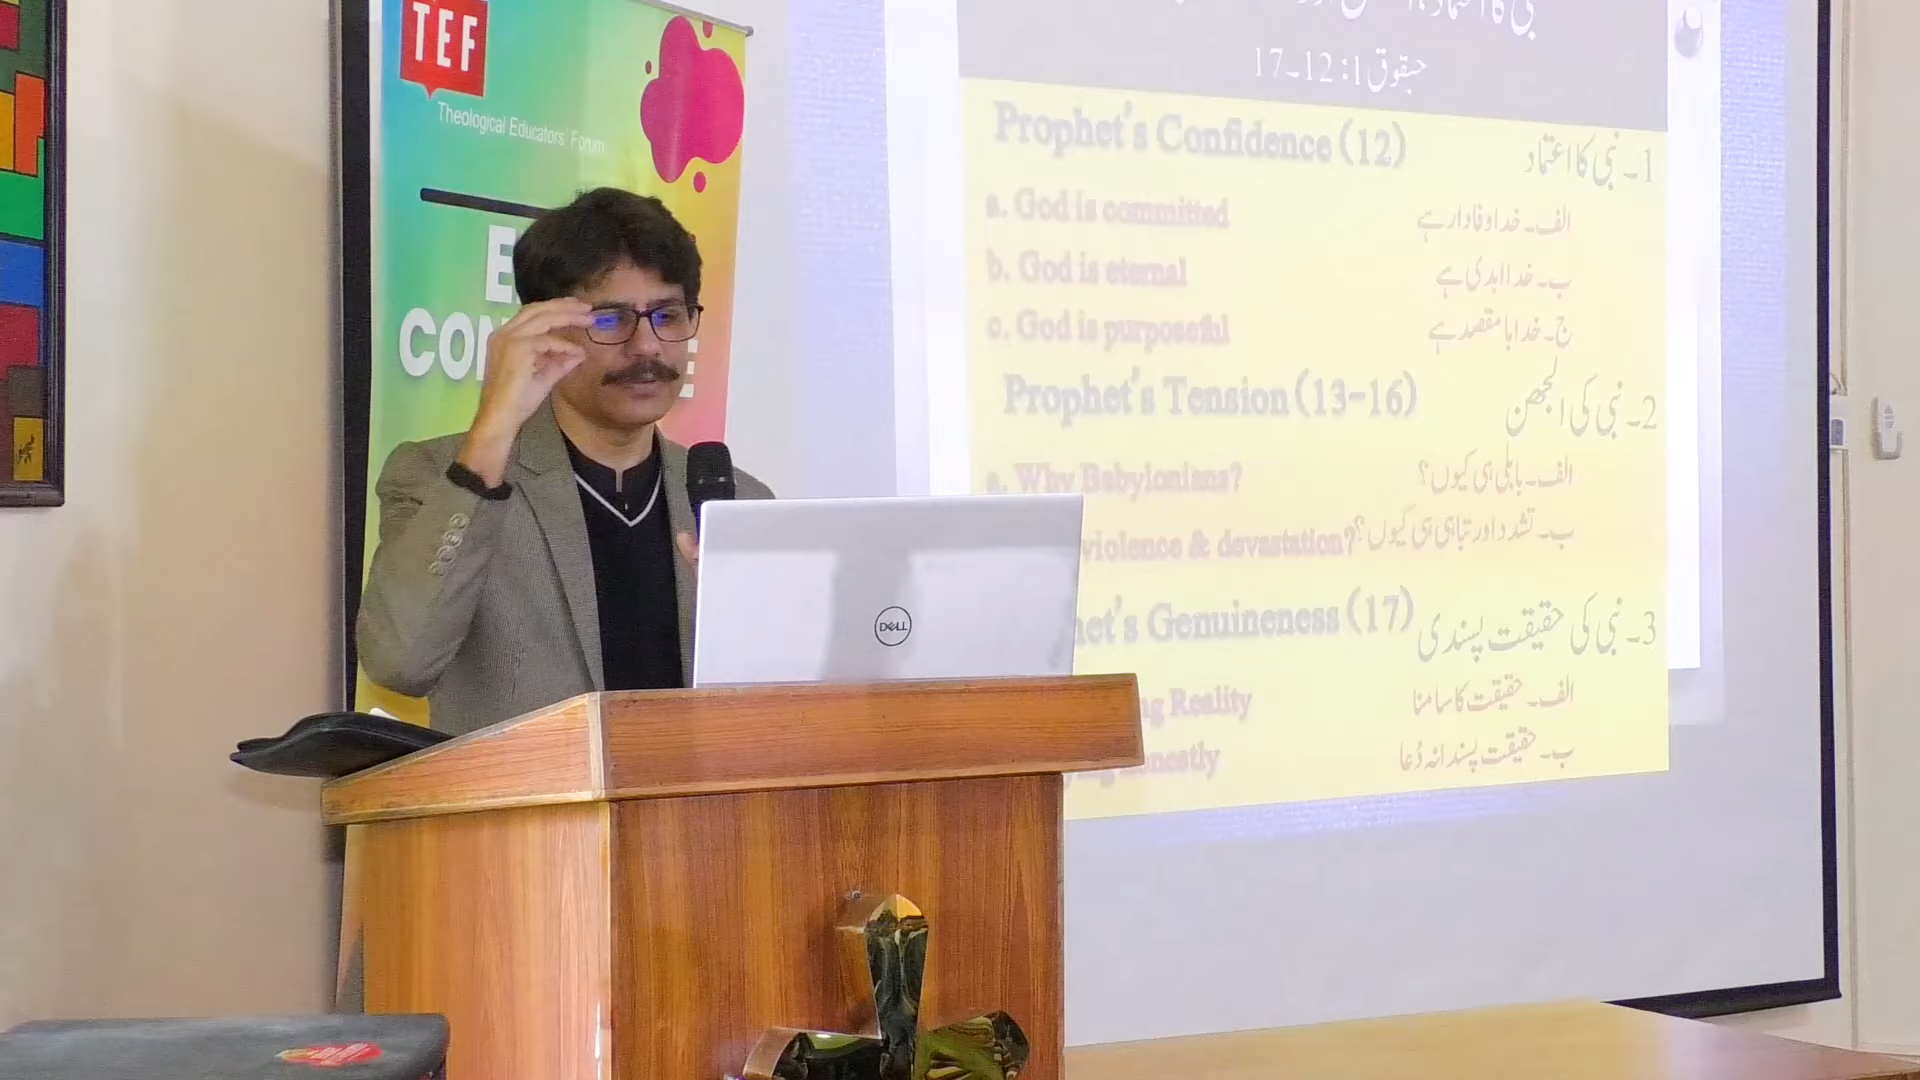 TEF
Theological Educators' Forum
حبقوق 1: 12-17
Prophet's Confidence (12)
1۔ نبی کا اعتماد
a. God is committed
الف۔ خدا وفادار ہے
b. God is eternal
ب۔ خدا ابدی ہے
c. God is purposeful
ج۔ خدا با مقصد ہے
Prophet's Tension (13-16)
2۔ نبی کی الجھن
a. Why Babylonians?
الف۔ بابلی ہی کیوں؟
violence & devastation?
ب۔ تشدد اور تباہی ہی کیوں؟
Genuineness (17)
3۔ نبی کی حقیقت پسندی
Reality
الف۔ حقیقت کا سامنا
ب۔ حقیقت پسندانہ دُعا
DELL